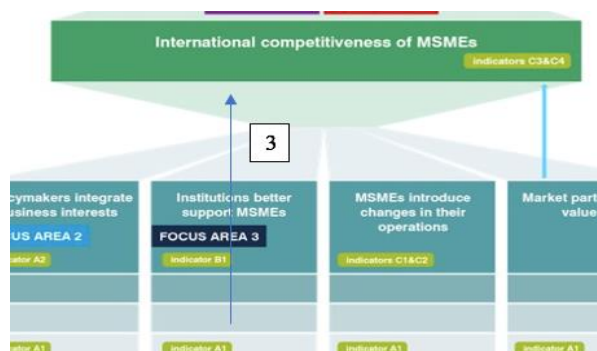 International competitiveness of MSMEs
indicators C3&C4
3
cymakers integrate
usiness interests
US AREA 2
icator A2
Institutions better
support MSMEs
FOCUS AREA 3
indicator B1
MSMEs introduce
changes in their
operations
indicators C1&C2
Market part
value
icator A1
indicator A1
indicator A1
indicator A1